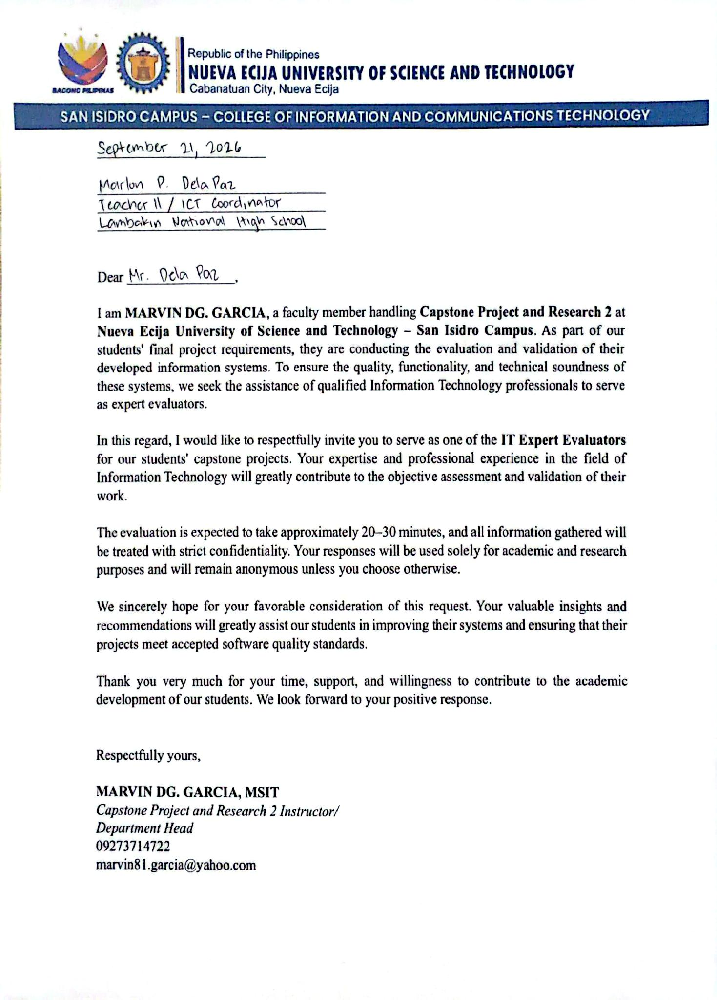 BAGONG PILIPINAS
Republic of the Philippines
NUEVA ECIJA UNIVERSITY OF SCIENCE AND TECHNOLOGY
Cabanatuan City, Nueva Ecija
SAN ISIDRO CAMPUS – COLLEGE OF INFORMATION AND COMMUNICATIONS TECHNOLOGY
September 21, 2026
Marlon P. Dela Paz
Teacher II / ICT Coordinator
Lambakin National High School
Dear Mr. Dela Paz,
I am MARVIN DG. GARCIA, a faculty member handling Capstone Project and Research 2 at
Nueva Ecija University of Science and Technology – San Isidro Campus. As part of our
students' final project requirements, they are conducting the evaluation and validation of their
developed information systems. To ensure the quality, functionality, and technical soundness of
these systems, we seek the assistance of qualified Information Technology professionals to serve
as expert evaluators.
In this regard, I would like to respectfully invite you to serve as one of the IT Expert Evaluators
for our students' capstone projects. Your expertise and professional experience in the field of
Information Technology will greatly contribute to the objective assessment and validation of their
work.
The evaluation is expected to take approximately 20–30 minutes, and all information gathered will
be treated with strict confidentiality. Your responses will be used solely for academic and research
purposes and will remain anonymous unless you choose otherwise.
We sincerely hope for your favorable consideration of this request. Your valuable insights and
recommendations will greatly assist our students in improving their systems and ensuring that their
projects meet accepted software quality standards.
Thank you very much for your time, support, and willingness to contribute to the academic
development of our students. We look forward to your positive response.
Respectfully yours,
MARVIN DG. GARCIA, MSIT
Capstone Project and Research 2 Instructor/
Department Head
09273714722
marvin81.garcia@yahoo.com